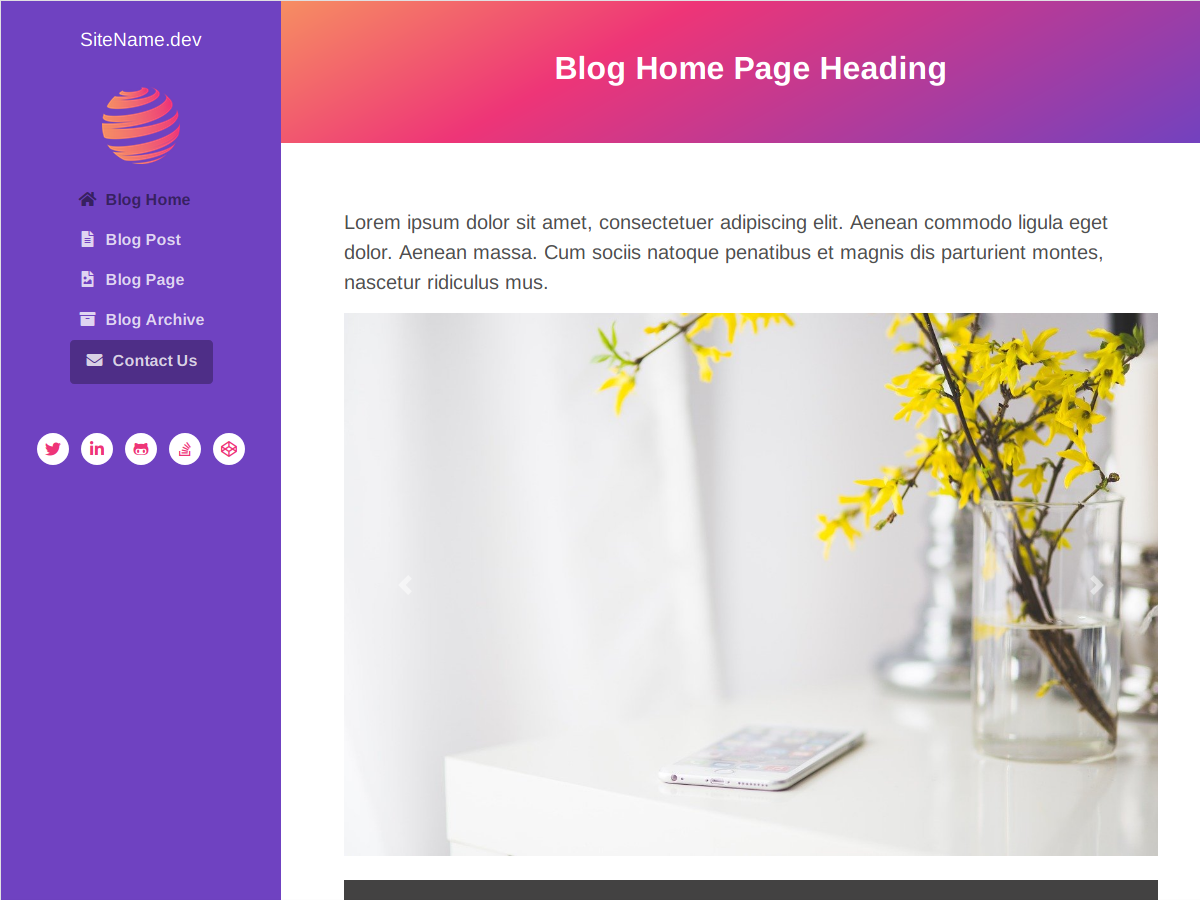 SiteName.dev
Blog Home
Blog Post
Blog Page
Blog Archive
Contact Us
Blog Home Page Heading
Lorem ipsum dolor sit amet, consectetuer adipiscing elit. Aenean commodo ligula eget
dolor. Aenean massa. Cum sociis natoque penatibus et magnis dis parturient montes,
nascetur ridiculus mus.